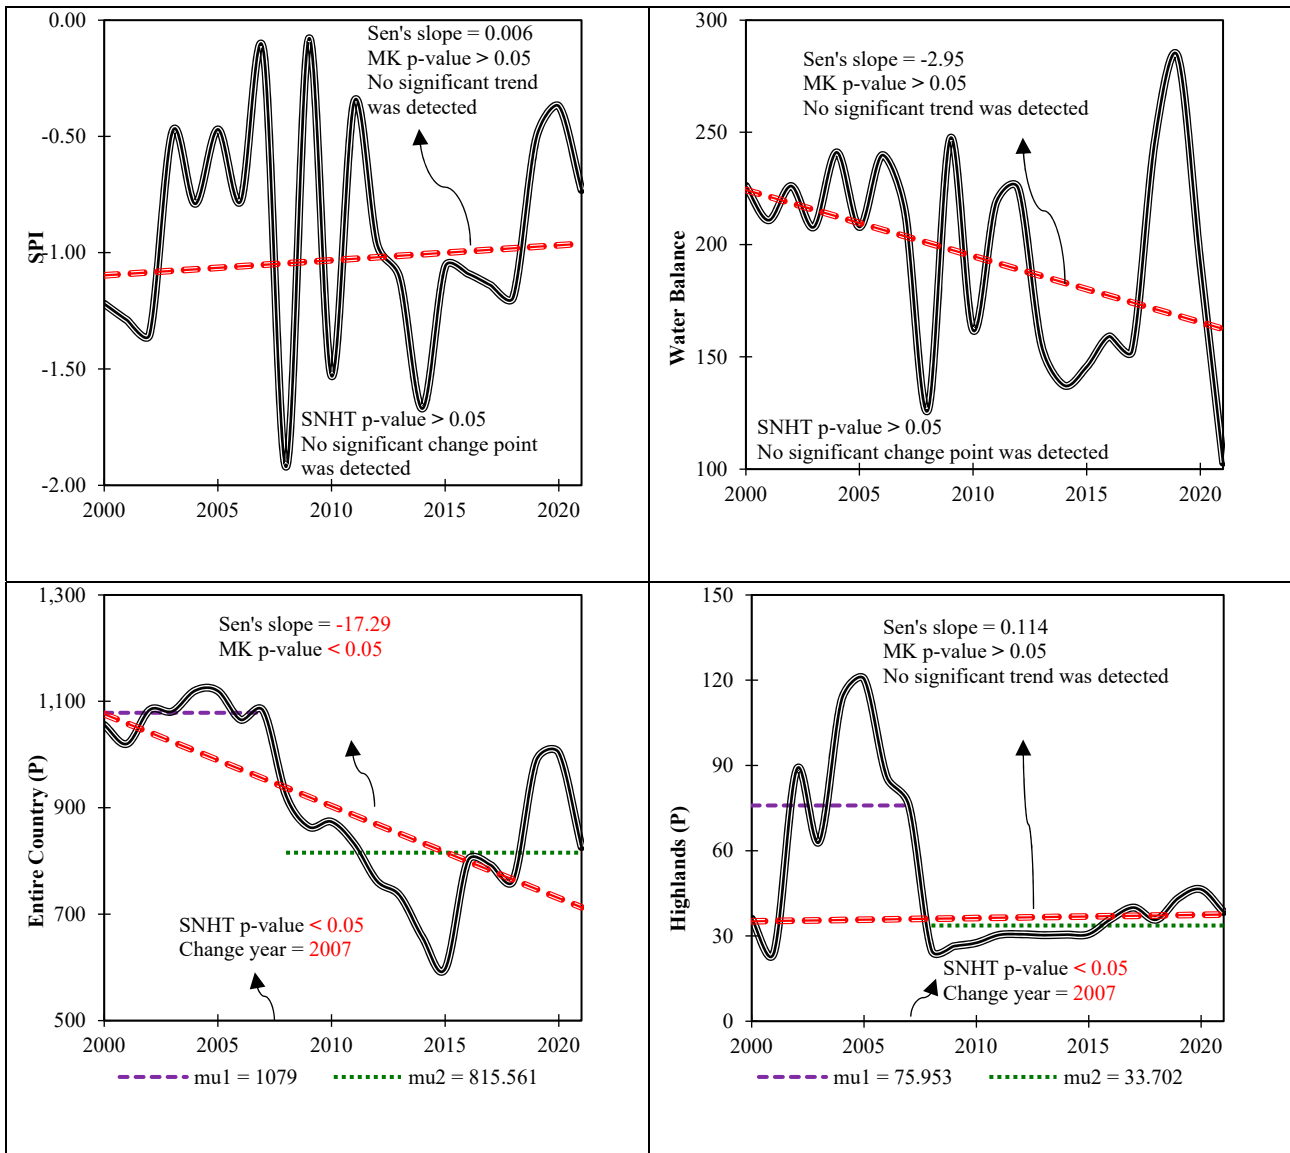 0.00
-0.50
-1.00
-1.50
-2.00
SPI
Sen's slope = 0.006
MK p-value > 0.05
No significant trend
was detected
SNHT p-value > 0.05
No significant change point
was detected
2000 2005 2010 2015 2020
300
250
200
150
100
Water Balance
Sen's slope = -2.95
MK p-value > 0.05
No significant trend was detected
SNHT p-value > 0.05
No significant change point was detected
2000 2005 2010 2015 2020
1,300
1,100
900
700
500
Entire Country (P)
Sen's slope = -17.29
MK p-value < 0.05
SNHT p-value < 0.05
Change year = 2007
2000 2005 2010 2015 2020
mu1 = 1079 mu2 = 815.561
150
120
90
60
30
0
Highlands (P)
Sen's slope = 0.114
MK p-value > 0.05
No significant trend was detected
SNHT p-value < 0.05
Change year = 2007
2000 2005 2010 2015 2020
mu1 = 75.953 mu2 = 33.702